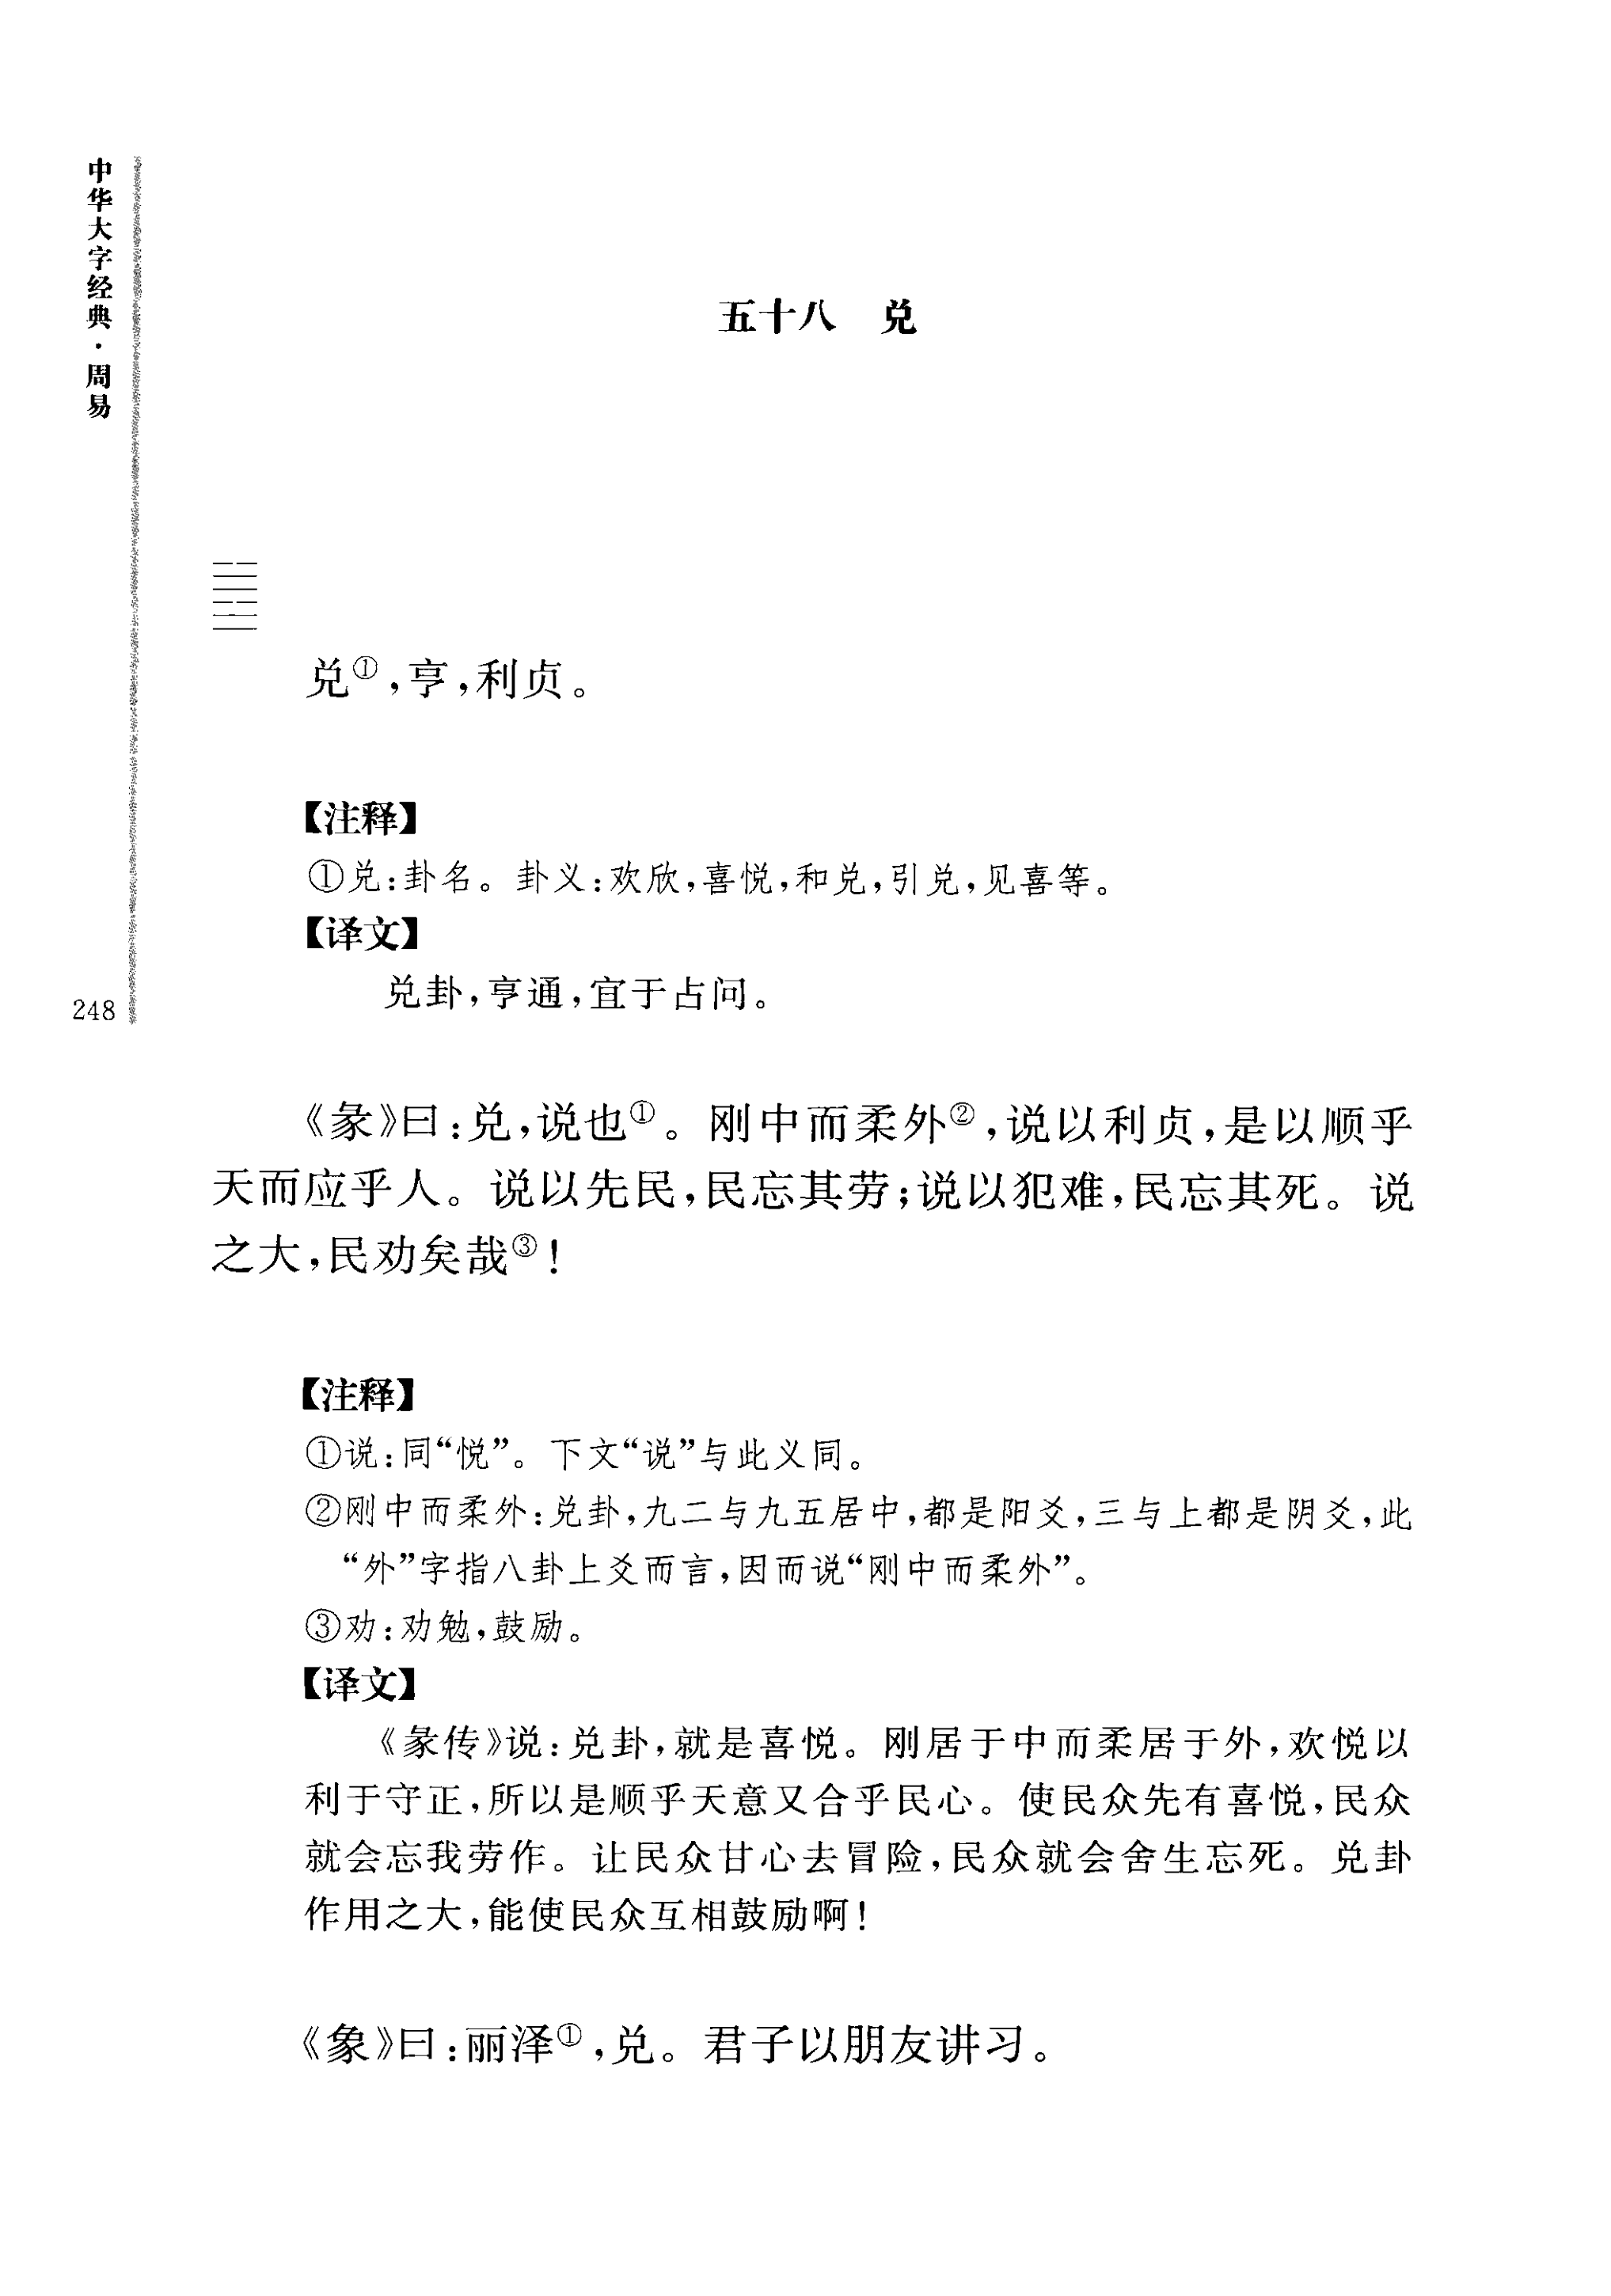 中华大字经典·周易
248
五十八　兑
兑①,亨,利贞。
【注释】
①兑:卦名。卦义:欢欣,喜悦,和兑,引兑,见喜等。
【译文】
兑卦,亨通,宜于占问。
《彖》曰:兑,说也①。刚中而柔外②,说以利贞,是以顺乎
天而应乎人。说以先民,民忘其劳;说以犯难,民忘其死。说
之大,民劝矣哉③!
【注释】
①说:同“悦”。下文“说”与此义同。
②刚中而柔外:兑卦,九二与九五居中,都是阳爻,三与上都是阴爻,此
“外”字指八卦上爻而言,因而说“刚中而柔外”。
③劝:劝勉,鼓励。
【译文】
《彖传》说:兑卦,就是喜悦。刚居于中而柔居于外,欢悦以
利于守正,所以是顺乎天意又合乎民心。使民众先有喜悦,民众
就会忘我劳作。让民众甘心去冒险,民众就会舍生忘死。兑卦
作用之大,能使民众互相鼓励啊!
《象》曰:丽泽①,兑。君子以朋友讲习。